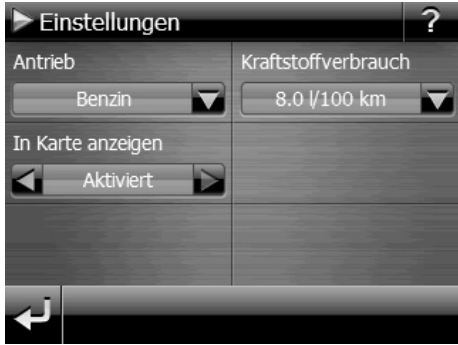 Einstellungen
?
Antrieb
Kraftstoffverbrauch
Benzin
8.0 l/100 km
In Karte anzeigen
Aktiviert